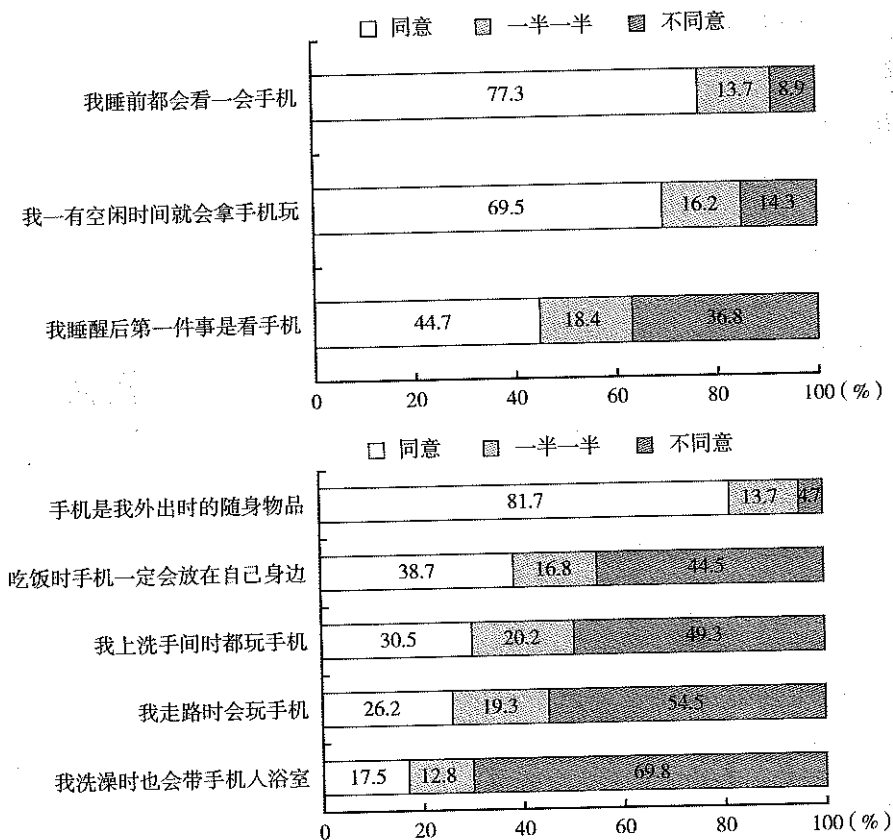 同意 一半一半 不同意
我睡前都会看一会手机 77.3 13.7 8.9
我一有空闲时间就会拿手机玩 69.5 16.2 14.3
我睡醒后第一件事是看手机 44.7 18.4 36.8
0 20 40 60 80 100(%)
同意 一半一半 不同意
手机是我外出时的随身物品 81.7 13.7 4.7
吃饭时手机一定会放在自己身边 38.7 16.8 44.5
我上洗手间时都玩手机 30.5 20.2 49.3
我走路时会玩手机 26.2 19.3 54.5
我洗澡时也会带手机人浴室 17.5 12.8 69.8
0 20 40 60 80 100(%)